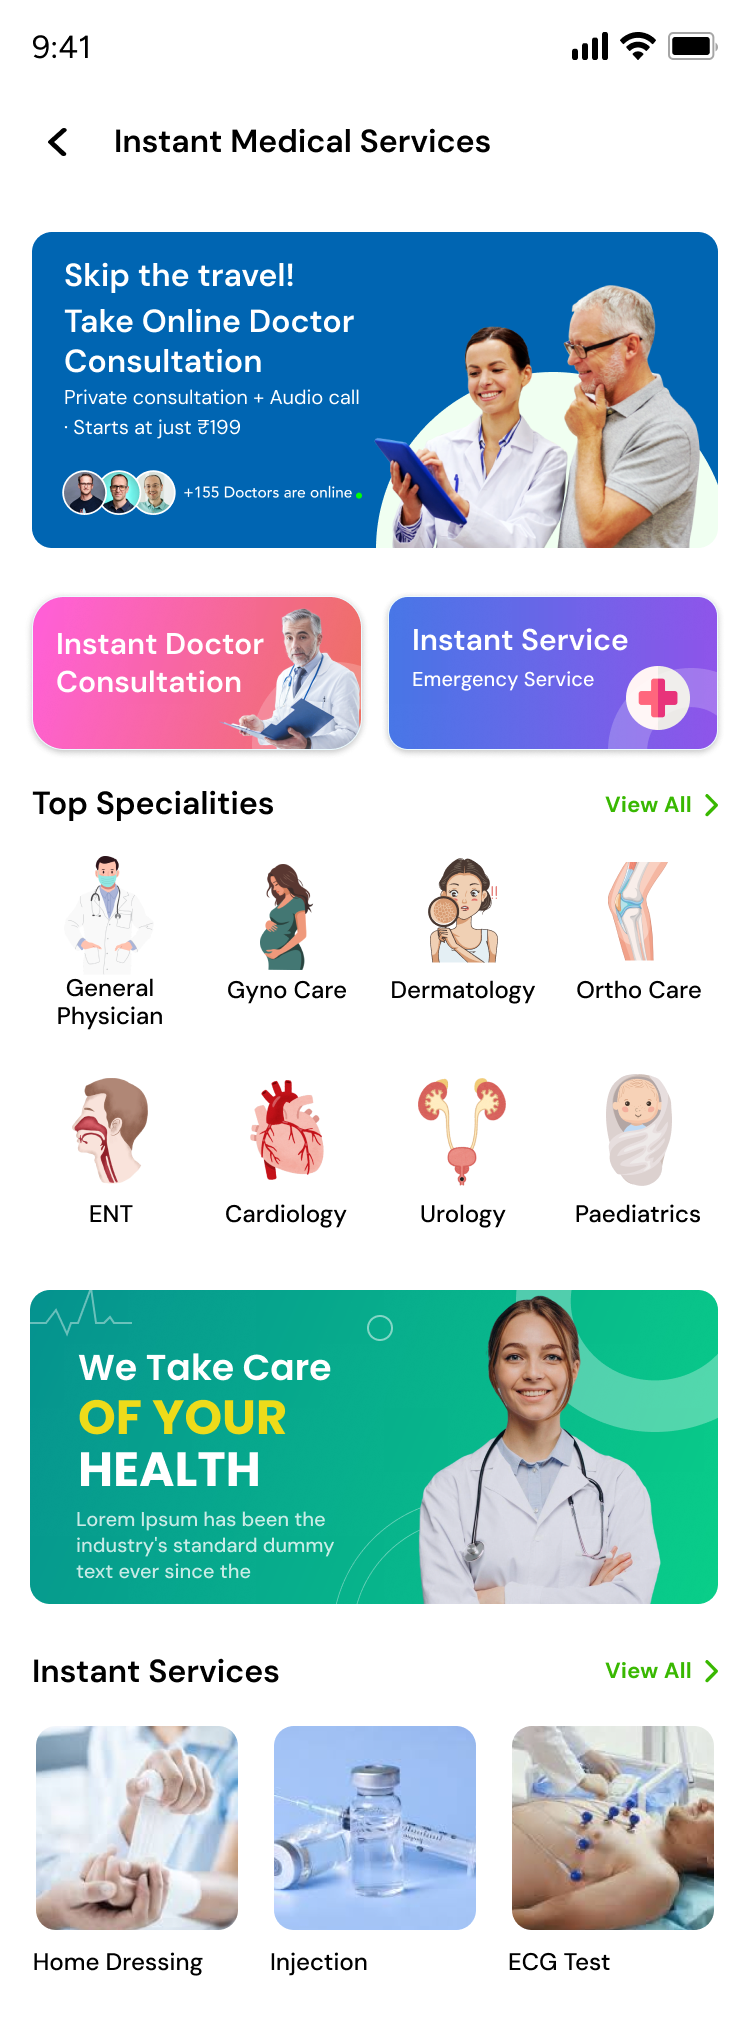 9:41
Instant Medical Services
Skip the travel!
Take Online Doctor
Consultation
Private consultation + Audio call
· Starts at just ₹199
+155 Doctors are online
Instant Doctor
Consultation
Instant Service
Emergency Service
Top Specialities
View All
General
Physician
Gyno Care
Dermatology
Ortho Care
ENT
Cardiology
Urology
Paediatrics
We Take Care
OF YOUR
HEALTH
Lorem Ipsum has been the
industry's standard dummy
text ever since the
Instant Services
View All
Home Dressing
Injection
ECG Test